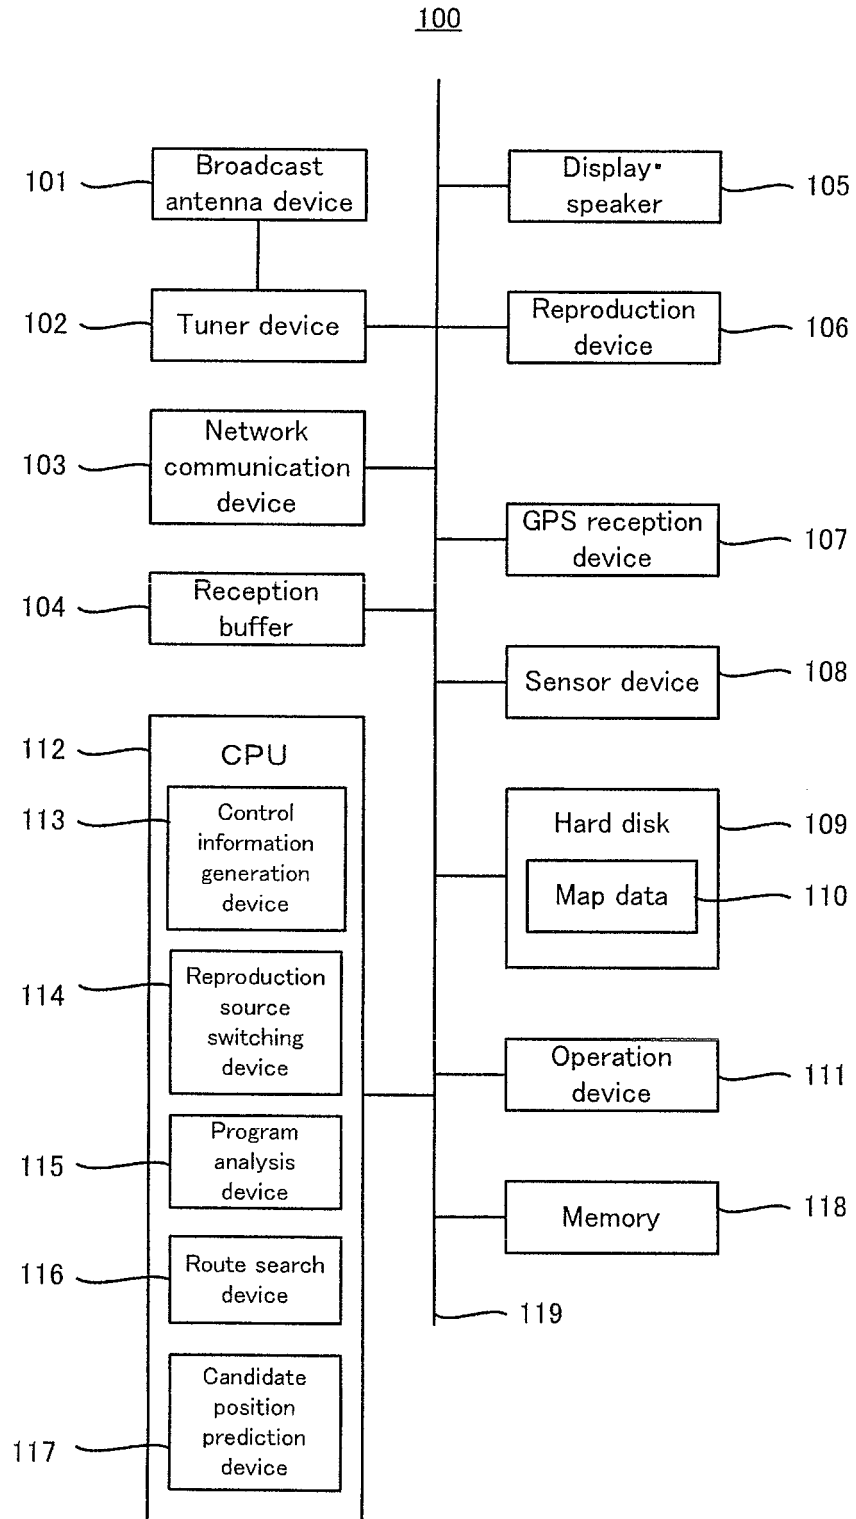 100
101
Broadcast
antenna device
Display·
speaker
105
102
Tuner device
Reproduction
device
106
103
Network
communication
device
GPS reception
device
107
104
Reception
buffer
Sensor device
108
112
CPU
113
Control
information
generation
device
Hard disk
109
Map data
110
114
Reproduction
source
switching
device
Operation
device
111
115
Program
analysis
device
Memory
118
116
Route search
device
119
117
Candidate
position
prediction
device